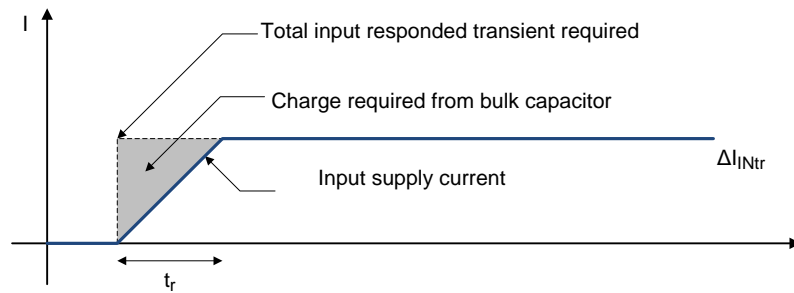 I
Total input responded transient required
Charge required from bulk capacitor
ΔI_INtr
Input supply current
t_r